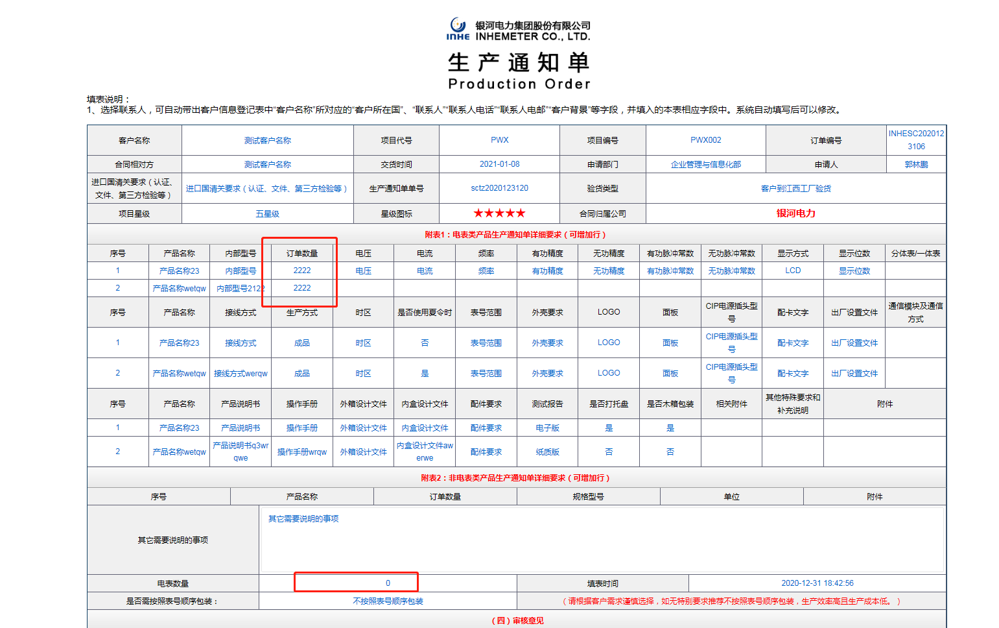 银河电力集团股份有限公司
INHE INHEMETER CO., LTD.
生产通知单
Production Order
填表说明：
1、选择联系人，可自动带出客户信息登记表中“客户名称”所对应的“客户所在国”、“联系人”“联系人电话”“联系人电邮”“客户背景”等字段，并填入的本表相应字段中。系统自动填写后可以修改。
客户名称 测试客户名称 项目代号 PWX 项目编号 PWX002 订单编号 INHESC202012
3106
合同相对方 测试客户名称 交货时间 2021-01-08 申请部门 企业管理与信息化部 申请人 郭林鹏
进口国清关要求（认证、
文件、第三方检验等） 进口国清关要求（认证、文件、第三方检验等） 生产通知单单号 sctz2020123120 验货类型 客户到江西工厂验货
项目星级 五星级 星级图标 ★★★★★ 合同归属公司 银河电力
附表1：电表类产品生产通知单详细要求（可增加行）
序号 产品名称 内部型号 订单数量 电压 电流 频率 有功精度 无功精度 有功脉冲常数 无功脉冲常数 显示方式 显示位数 分体表/一体表
1 产品名称23 内部型号 2222 电压 电流 频率 有功精度 无功精度 有功脉冲常数 无功脉冲常数 LCD 显示位数
2 产品名称wetqw 内部型号2122 2222
序号 产品名称 接线方式 生产方式 时区 是否使用夏令时 表号范围 外壳要求 LOGO 面板 CIP电源插头型
号 配卡文字 出厂设置文件 通信模块及通信
方式
1 产品名称23 接线方式 成品 时区 否 表号范围 外壳要求 LOGO 面板 CIP电源插头型
号 配卡文字 出厂设置文件
2 产品名称wetqw 接线方式werqw 成品 时区 是 表号范围 外壳要求 LOGO 面板 CIP电源插头型
号 配卡文字 出厂设置文件
序号 产品名称 产品说明书 操作手册 外箱设计文件 内盒设计文件 配件要求 测试报告 是否打托盘 是否木箱包装 相关附件 其他特殊要求和
补充说明 附件
1 产品名称23 产品说明书 操作手册 外箱设计文件 内盒设计文件 配件要求 电子版 是 是
2 产品名称wetqw 产品说明书q3wr
qwe 操作手册wrqw 外箱设计文件 内盒设计文件aw
erwe 配件要求 纸质版 否 否
附表2：非电表类产品生产通知单详细要求（可增加行）
序号 产品名称 订单数量 规格型号 单位 附件
其它需要说明的事项
其它需要说明的事项
电表数量 0 填表时间 2020-12-31 18:42:56
是否需按照表号顺序包装： 不按照表号顺序包装 （请根据客户需求谨慎选择，如无特别要求推荐不按照表号顺序包装，生产效率高且生产成本低。）
（四）审核意见